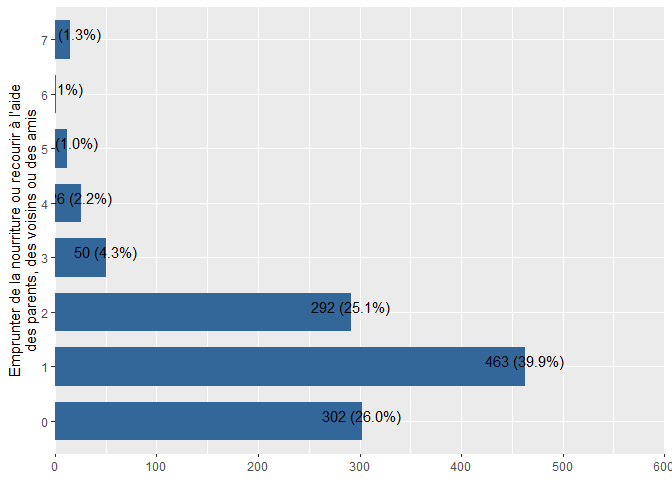 Emprunter de la nourriture ou recourir à l'aide
des parents, des voisins ou des amis
7 (1.3%)
6 1%)
5 (1.0%)
4 26 (2.2%)
3 50 (4.3%)
2 292 (25.1%)
1 463 (39.9%)
0 302 (26.0%)
0 100 200 300 400 500 600